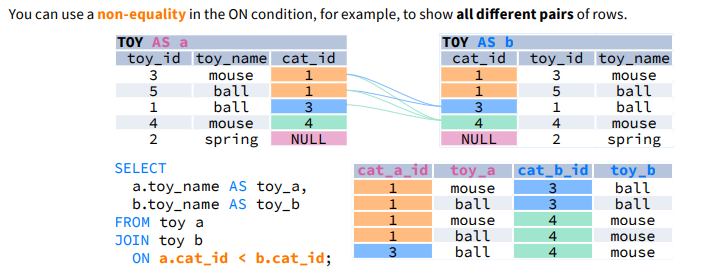 You can use a non-equality in the ON condition, for example, to show all different pairs of rows.
TOY AS a
toy_id toy_name cat_id
3 mouse 1
5 ball 1
1 ball 3
4 mouse 4
2 spring NULL
TOY AS b
cat_id toy_id toy_name
1 3 mouse
1 5 ball
3 1 ball
4 4 mouse
NULL 2 spring
SELECT
a.toy_name AS toy_a,
b.toy_name AS toy_b
FROM toy a
JOIN toy b
ON a.cat_id < b.cat_id;
cat_a_id toy_a cat_b_id toy_b
1 mouse 3 ball
1 ball 3 ball
1 mouse 4 mouse
1 ball 4 mouse
3 ball 4 mouse